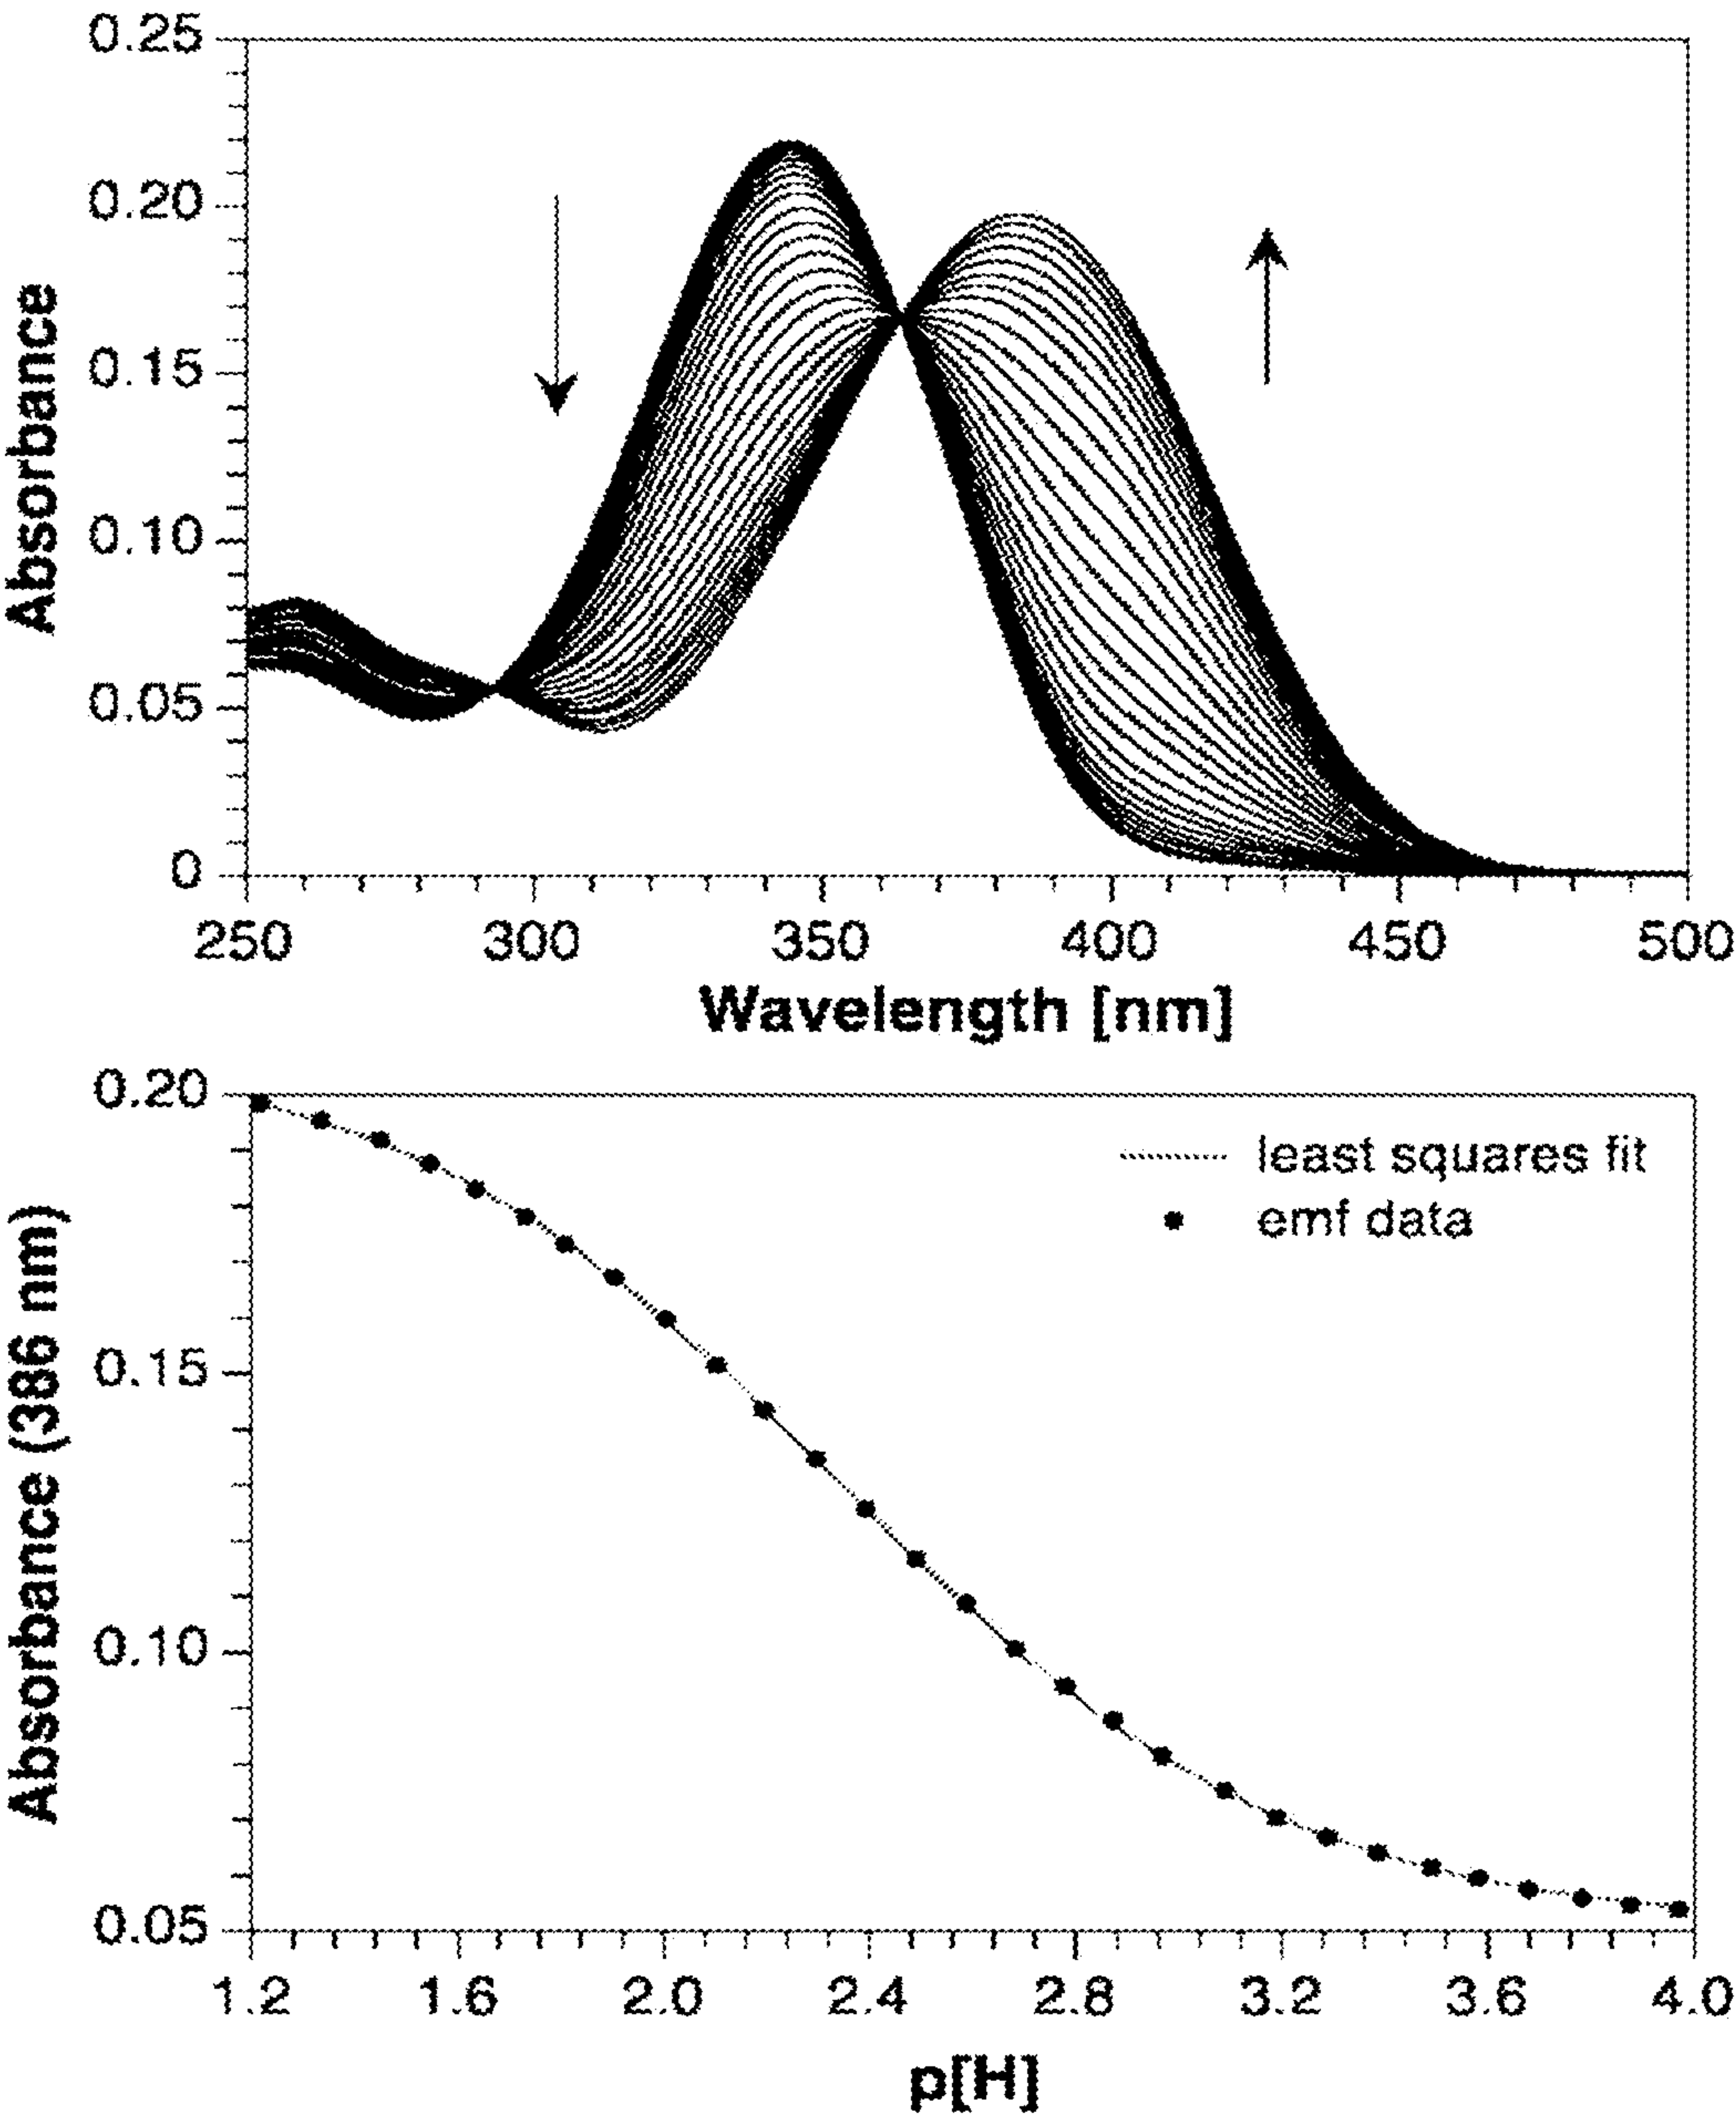 0.25
0.20
0.15
0.10
0.05
0
Absorbance
250 300 350 400 450 500
Wavelength [nm]
0.20
0.15
0.10
0.05
Absorbance (386 nm)
least squares fit
emf data
1.2 1.6 2.0 2.4 2.8 3.2 3.6 4.0
p[H]